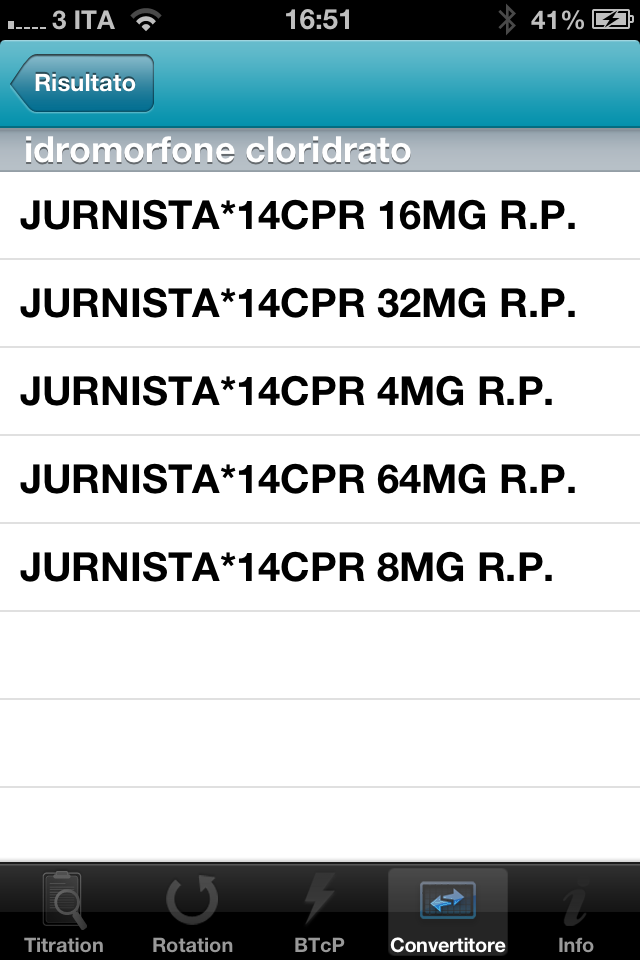 3 ITA 16:51 41%
Risultato
idromorfone cloridrato
JURNISTA*14CPR 16MG R.P.
JURNISTA*14CPR 32MG R.P.
JURNISTA*14CPR 4MG R.P.
JURNISTA*14CPR 64MG R.P.
JURNISTA*14CPR 8MG R.P.
Titration Rotation BTcP Convertitore Info